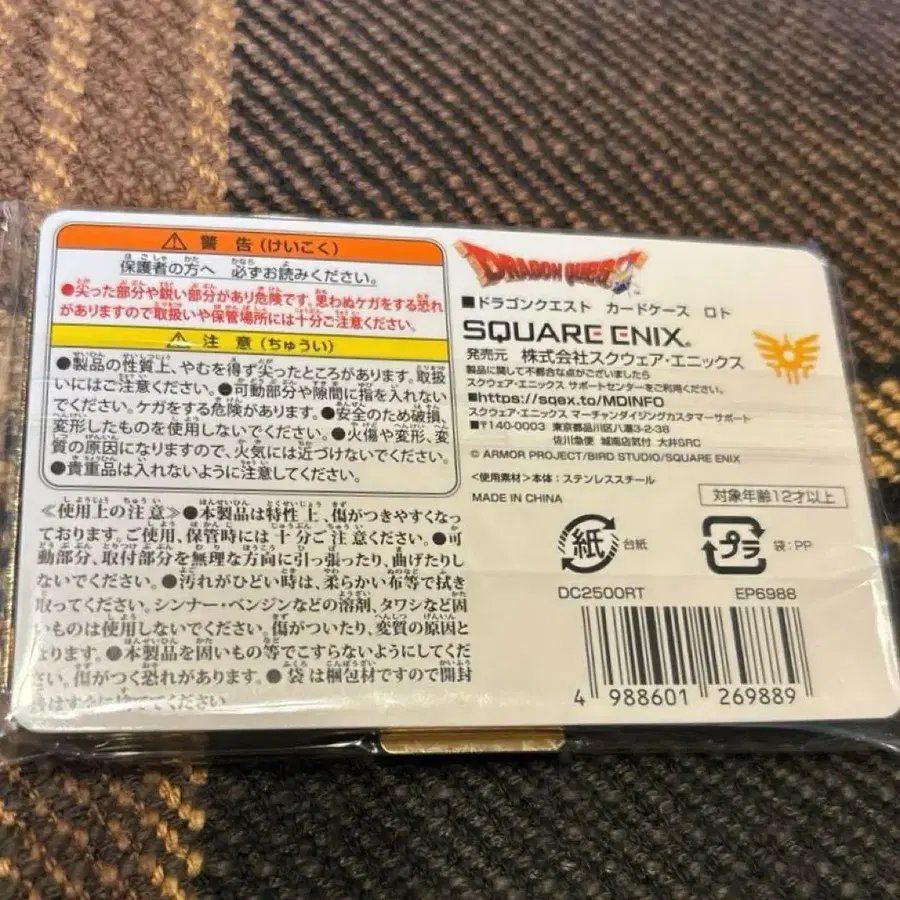 警告(けいこく)
保護者の方へ 必ずお読みください。
●尖った部分や鋭い部分があり危険です。思わぬケガをする恐れ
がありますので取扱いや保管場所には十分ご注意ください。
注意(ちゅうい)
●製品の性質上、やむを得ず尖ったところがあります。取扱
いにはご注意ください。●可動部分や隙間に指を入れない
でください。ケガをする危険があります。●安全のため破損、
変形したものを使用しないでください。●火傷や変形、変
質の原因になりますので、火気には近づけないでください。
●貴重品は入れないように注意してください。
≪使用上の注意≫●本製品は特性上、傷がつきやすくなっ
ております。ご使用、保管時には十分ご注意ください。●可
動部分、取付部分を無理な方向に引っ張ったり、曲げたりし
ないでください。●汚れがひどい時は、柔らかい布等で拭き
取ってください。シンナー・ベンジンなどの溶剤、タワシなど固
いものは使用しないでください。傷がついたり、変質の原因と
なります。●本製品を固いもの等でこすらないようにしてくだ
さい。傷がつく恐れがあります。●袋は梱包材ですので開封
後はすぐに捨ててください。
DRAGON QUEST
■ドラゴンクエスト カードケース ロト
SQUARE ENIX.
発売元 株式会社スクウェア・エニックス
製品に関して不都合な点がございましたら
スクウェア・エニックス サポートセンターをご利用ください。
■https://sqex.to/MDINFO
スクウェア・エニックス マーチャンダイジングカスタマーサポート
■〒140-0003 東京都品川区八潮3-2-38
佐川急便 城南店気付 大井SRC
© ARMOR PROJECT/BIRD STUDIO/SQUARE ENIX
<使用素材>本体:ステンレススチール
MADE IN CHINA
対象年齢12才以上
紙 台紙
プラ 袋:PP
DC2500RT EP6988
4 988601 269889